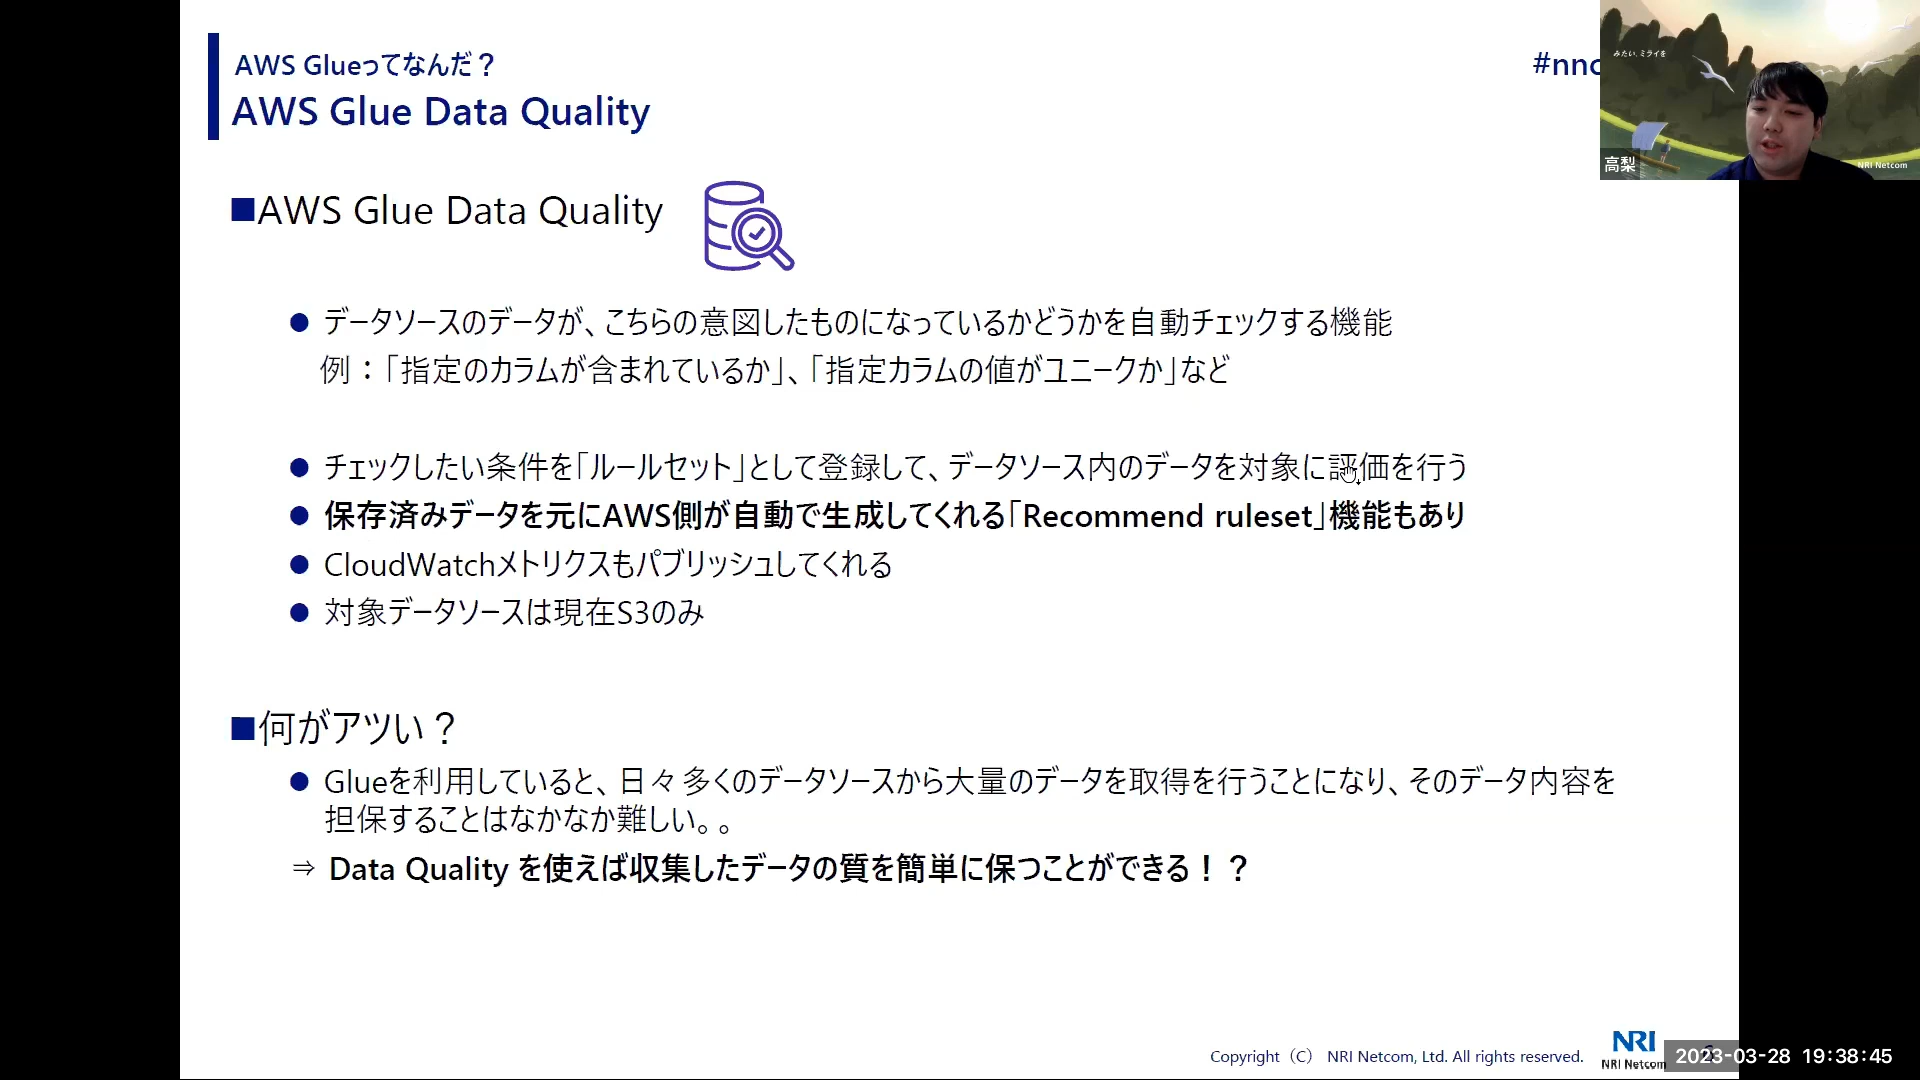 AWS Glueってなんだ？
AWS Glue Data Quality
#nnc
みたい、ミライを
高梨
NRI Netcom
■AWS Glue Data Quality
● データソースのデータが、こちらの意図したものになっているかどうかを自動チェックする機能
例：「指定のカラムが含まれているか」、「指定カラムの値がユニークか」など
● チェックしたい条件を「ルールセット」として登録して、データソース内のデータを対象に評価を行う
● 保存済みデータを元にAWS側が自動で生成してくれる「Recommend ruleset」機能もあり
● CloudWatchメトリクスもパブリッシュしてくれる
● 対象データソースは現在S3のみ
■何がアツい？
● Glueを利用していると、日々多くのデータソースから大量のデータを取得を行うことになり、そのデータ内容を
担保することはなかなか難しい。。
⇒ Data Quality を使えば収集したデータの質を簡単に保つことができる！？
Copyright（C） NRI Netcom, Ltd. All rights reserved.
NRI
NRI Netcom
2023-03-28 19:38:45